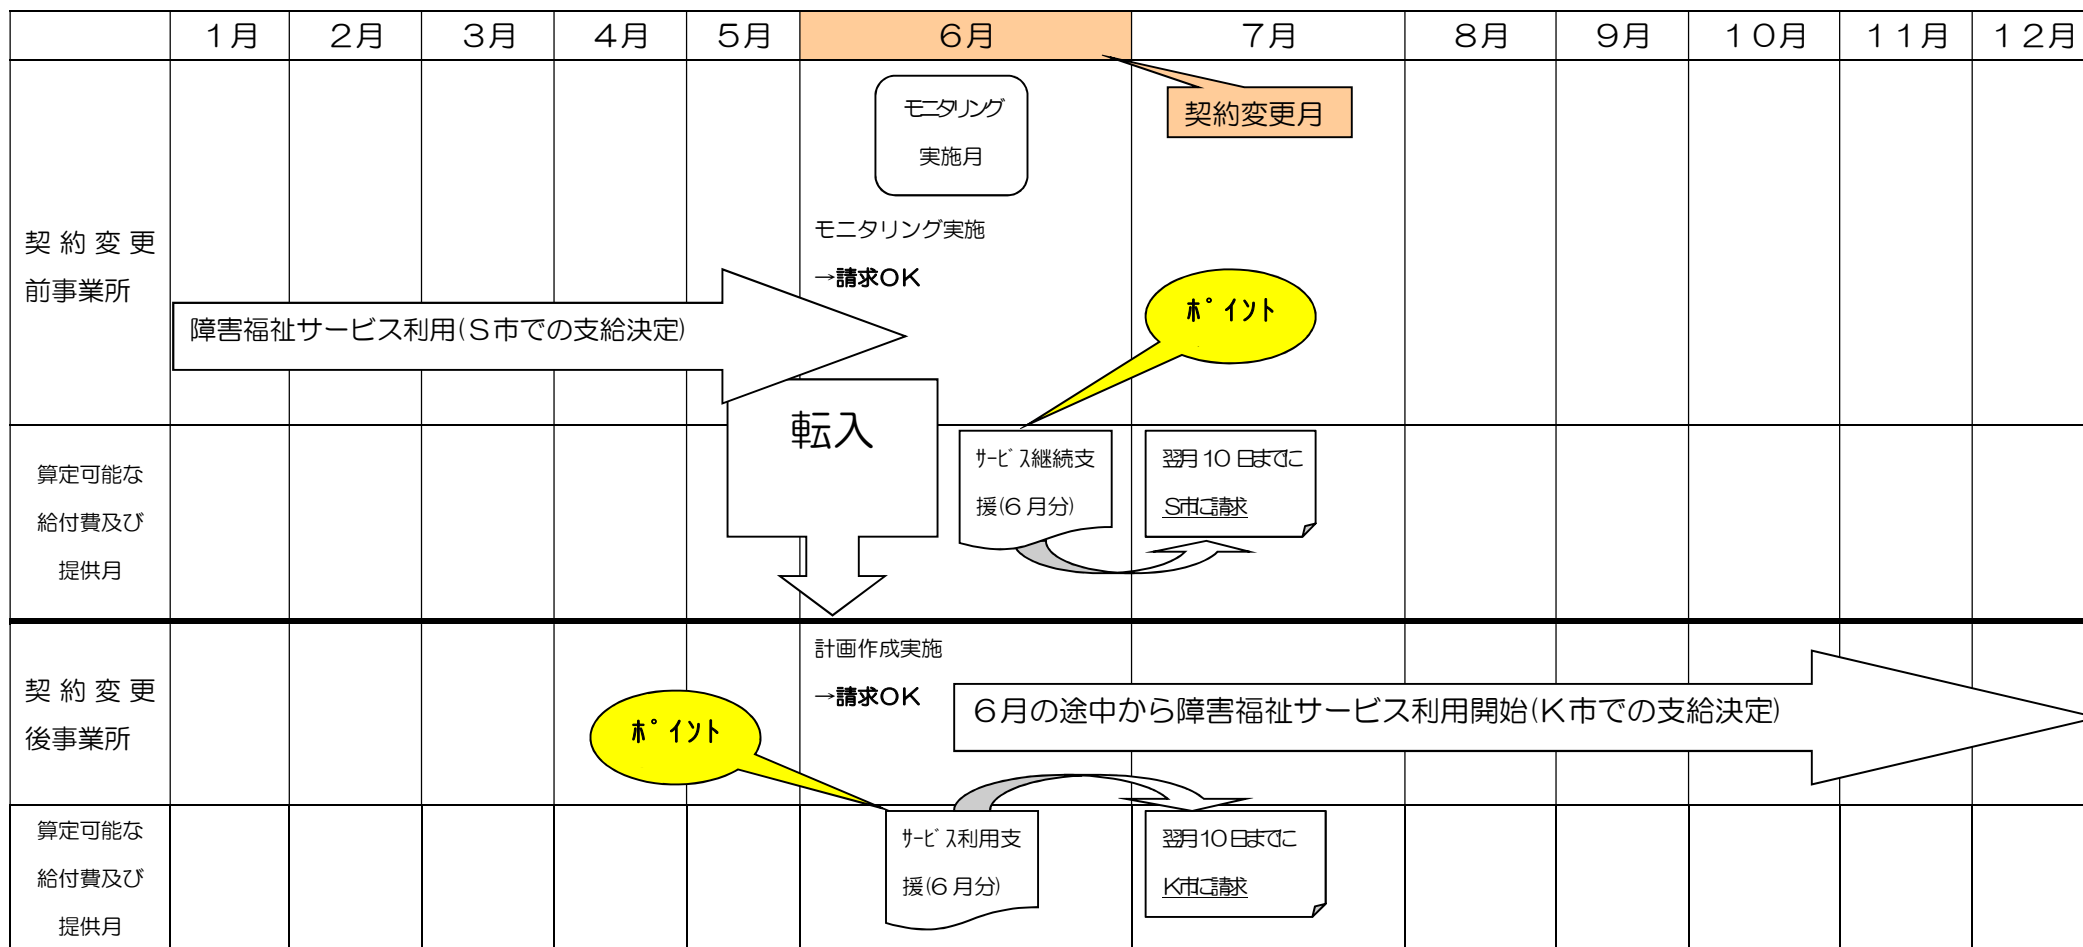 １月 ２月 ３月 ４月 ５月 ６月 ７月 ８月 ９月 １０月 １１月 １２月
契約変更月
モニタリング
実施月
契約変更
前事業所
モニタリング実施
→請求OK
障害福祉サービス利用(Ｓ市での支給決定)
ﾎﾟｲﾝﾄ
転入
算定可能な
給付費及び
提供月
ｻｰﾋﾞｽ継続支
援(6月分)
翌月10日までに
Ｓ市に請求
契約変更
後事業所
計画作成実施
→請求OK
６月の途中から障害福祉サービス利用開始(Ｋ市での支給決定)
ﾎﾟｲﾝﾄ
算定可能な
給付費及び
提供月
ｻｰﾋﾞｽ利用支
援(6月分)
翌月10日までに
Ｋ市に請求